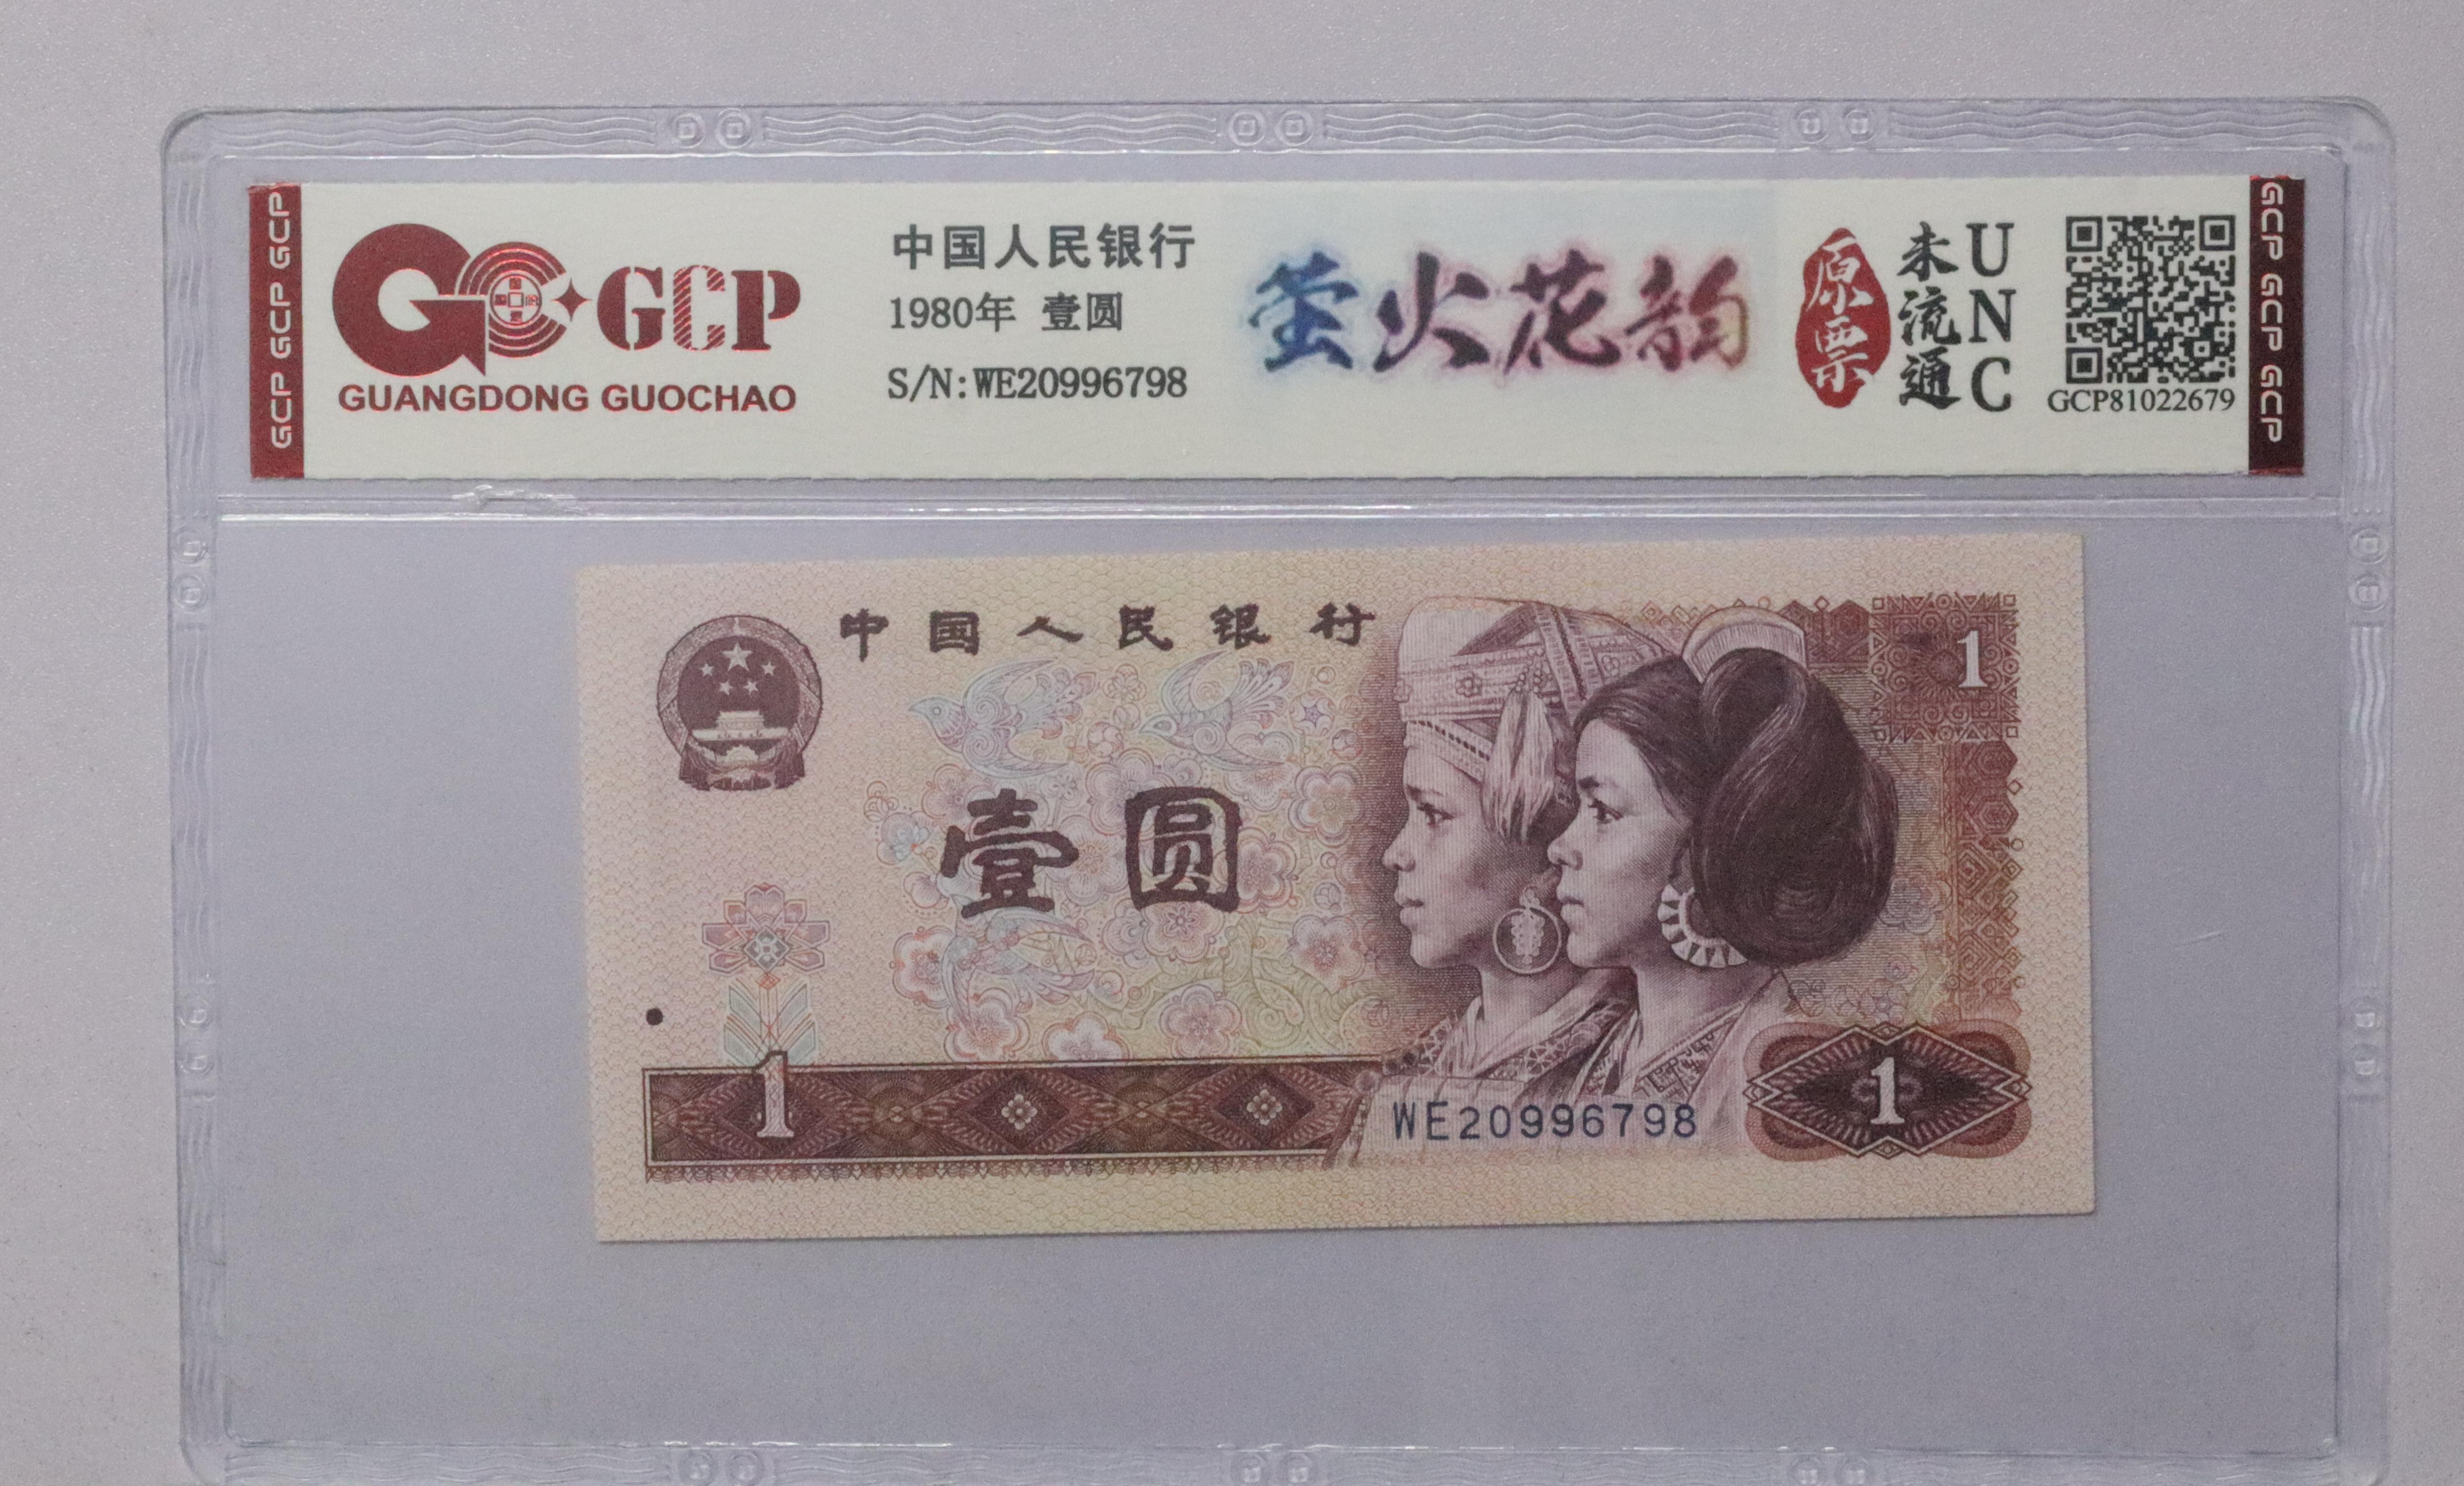 GCP GCP GCP
GCP
GUANGDONG GUOCHAO
中国人民银行
1980年 壹圆
S/N:WE20996798
萤火花韵
原票
未流通
UNC
GCP81022679
GCP GCP GCP
中国人民银行
1
壹圆
1
WE20996798
1